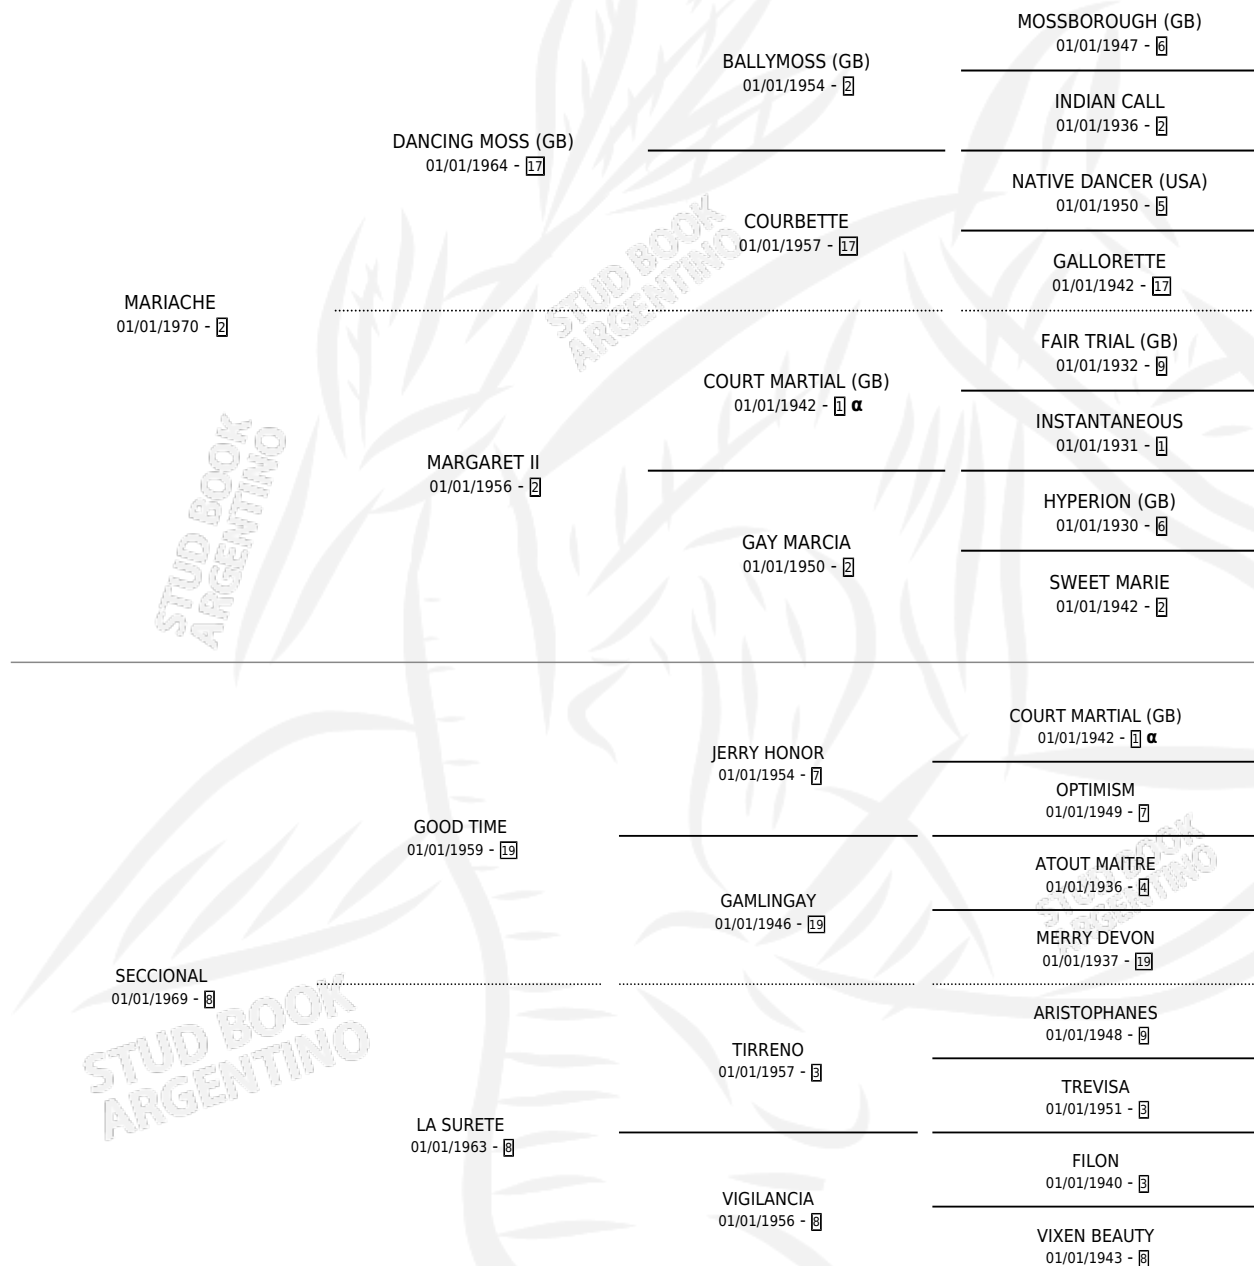 MOSSBOROUGH (GB)
01/01/1947 - 6
BALLYMOSS (GB)
01/01/1954 - 2
INDIAN CALL
01/01/1936 - 2
DANCING MOSS (GB)
01/01/1964 - 17
NATIVE DANCER (USA)
01/01/1950 - 5
COURBETTE
01/01/1957 - 17
GALLORETTE
01/01/1942 - 17
MARIACHE
01/01/1970 - 2
FAIR TRIAL (GB)
01/01/1932 - 9
COURT MARTIAL (GB)
01/01/1942 - 1 α
INSTANTANEOUS
01/01/1931 - 1
MARGARET II
01/01/1956 - 2
HYPERION (GB)
01/01/1930 - 6
GAY MARCIA
01/01/1950 - 2
SWEET MARIE
01/01/1942 - 2
COURT MARTIAL (GB)
01/01/1942 - 1 α
JERRY HONOR
01/01/1954 - 7
OPTIMISM
01/01/1949 - 7
GOOD TIME
01/01/1959 - 19
ATOUT MAITRE
01/01/1936 - 4
GAMLINGAY
01/01/1946 - 19
MERRY DEVON
01/01/1937 - 19
SECCIONAL
01/01/1969 - 8
ARISTOPHANES
01/01/1948 - 9
TIRRENO
01/01/1957 - 3
TREVISA
01/01/1951 - 3
LA SURETE
01/01/1963 - 8
FILON
01/01/1940 - 3
VIGILANCIA
01/01/1956 - 8
VIXEN BEAUTY
01/01/1943 - 8
STUD BOOK
ARGENTINO
STUD BOOK
ARGENTINO
STUD BOOK
ARGENTINO
STUD BOOK
ARGENTINO